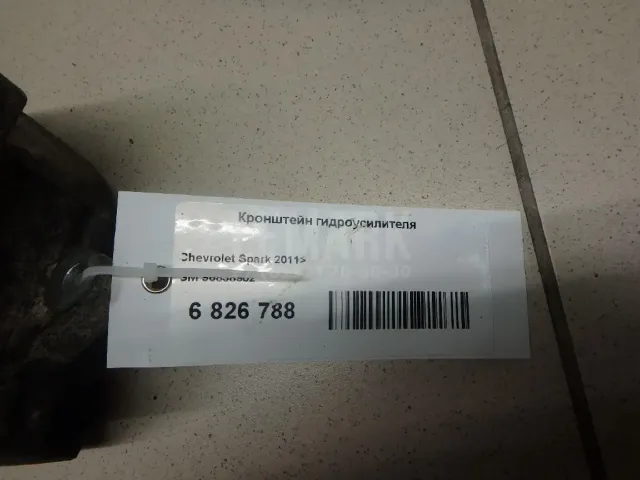 Кронштейн гидроусилителя
Chevrolet Spark 2011>
6 826 788